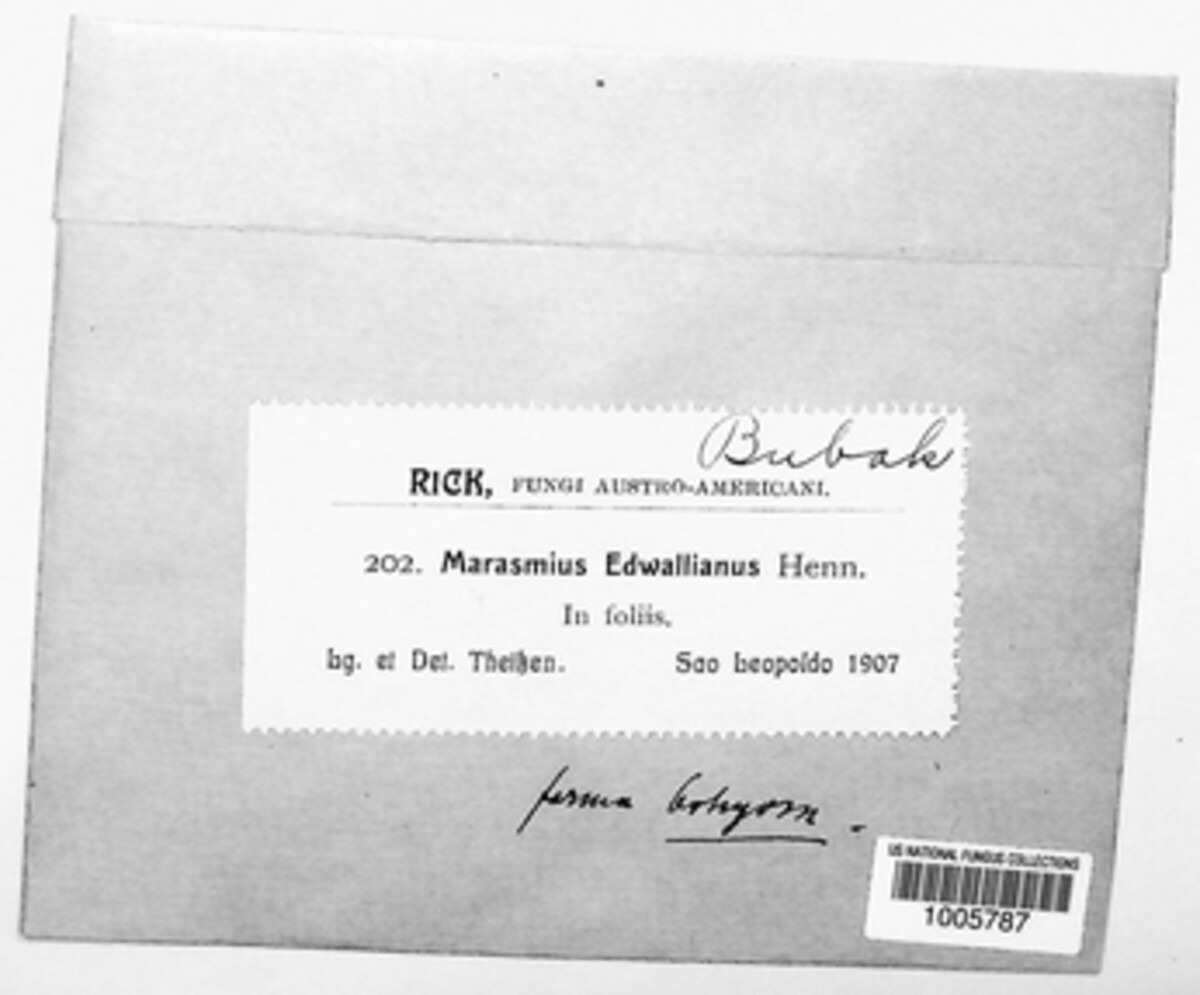 Bubak
RICK, FUNGI AUSTRO-AMERICANI.
202. Marasmius Edwallianus Henn.
In foliis.
lg. et Det. Theißen. Sao Leopoldo 1907
forma
US NATIONAL FUNGUS COLLECTIONS
1005787